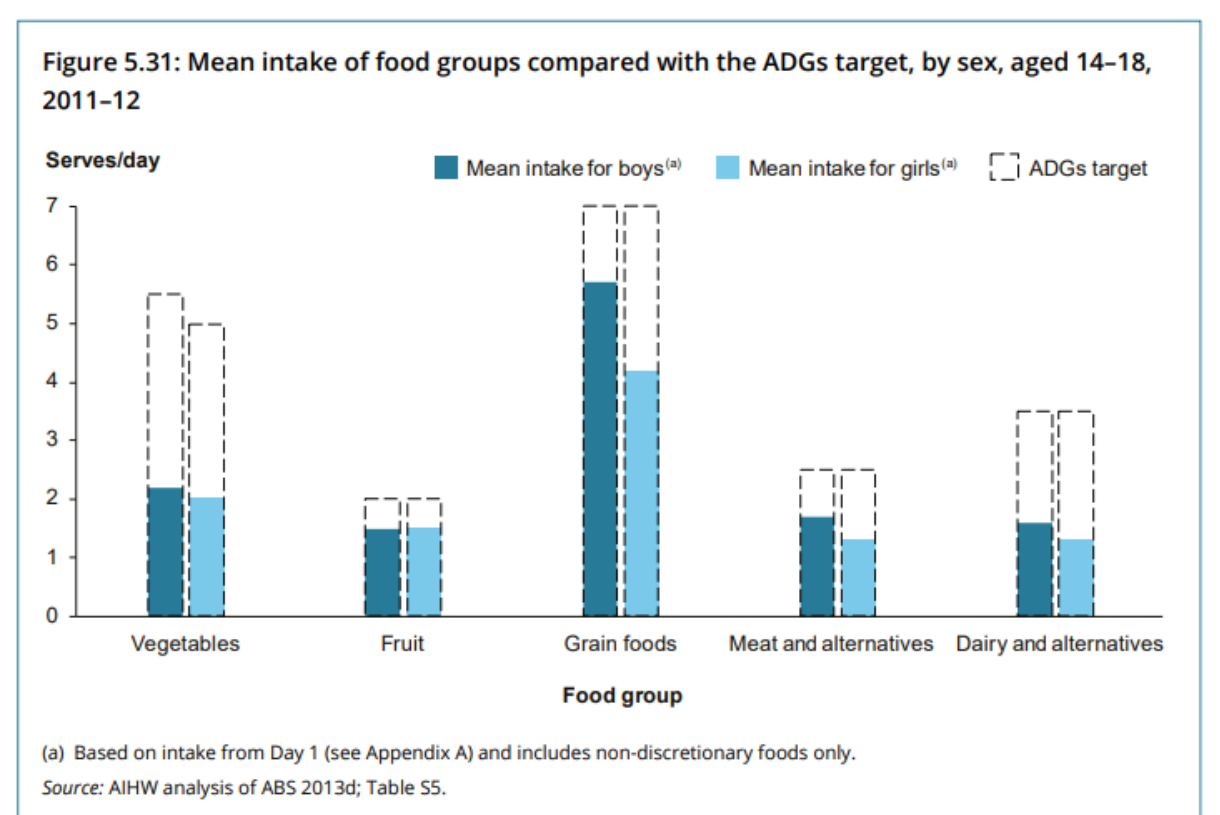 Figure 5.31: Mean intake of food groups compared with the ADGs target, by sex, aged 14–18,
2011–12
Serves/day
Mean intake for boys(a)
Mean intake for girls(a)
ADGs target
7
6
5
4
3
2
1
0
Vegetables
Fruit
Grain foods
Meat and alternatives
Dairy and alternatives
Food group
(a) Based on intake from Day 1 (see Appendix A) and includes non-discretionary foods only.
Source: AIHW analysis of ABS 2013d; Table S5.